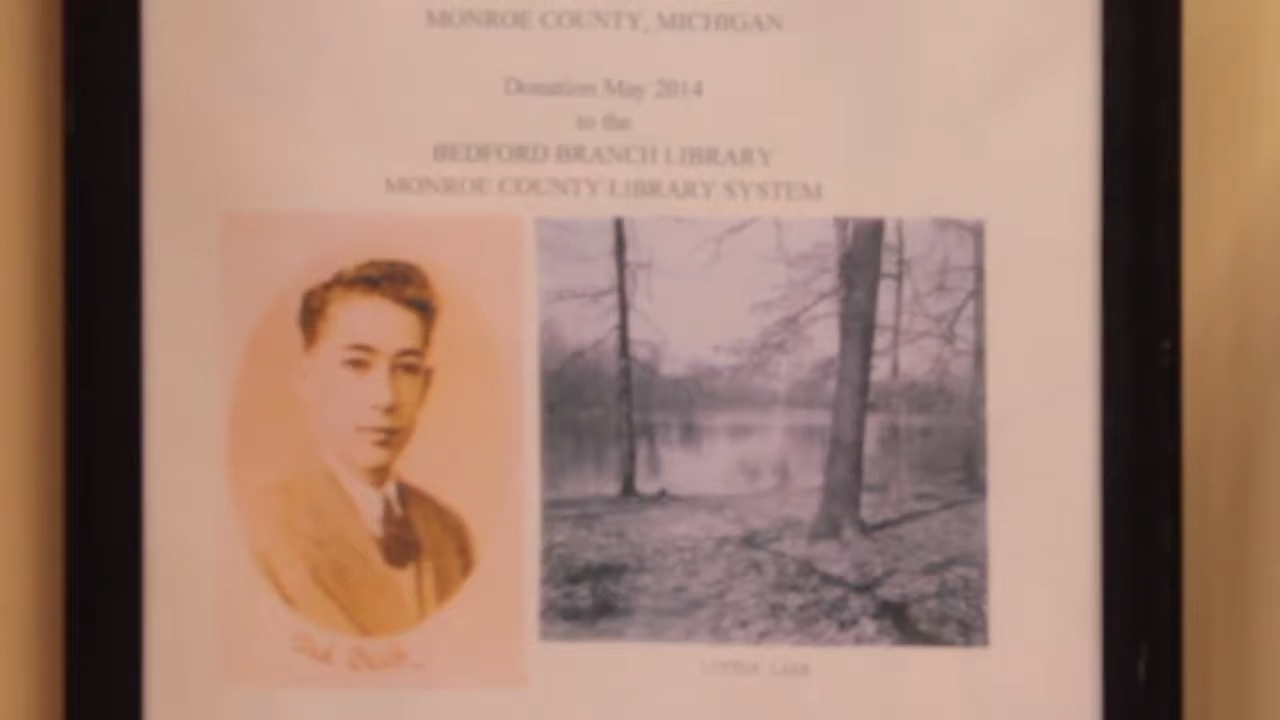 MONROE COUNTY, MICHIGAN
Donation May 2014
to the
BEDFORD BRANCH LIBRARY
MONROE COUNTY LIBRARY SYSTEM